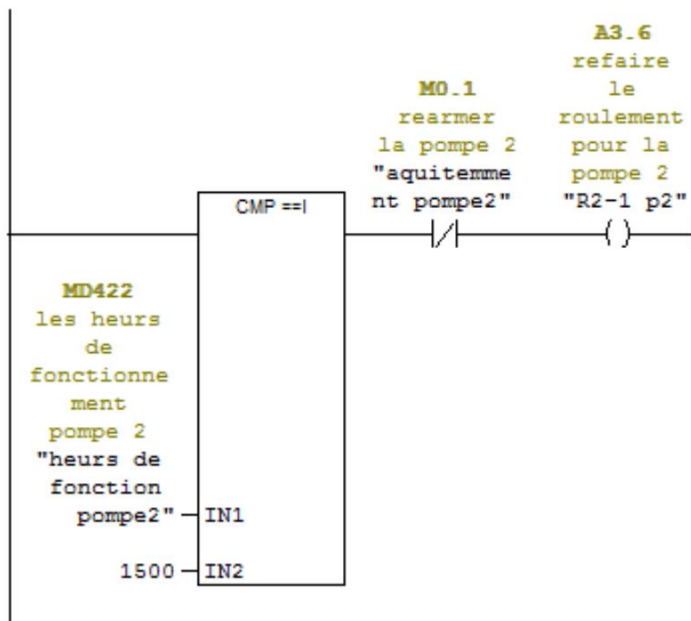 A3.6
refaire
le
roulement
pour la
pompe 2
"R2-1 p2"
M0.1
rearmer
la pompe 2
"aquitemme
nt pompe2"
CMP ==I
MD422
les heurs
de
fonctionne
ment
pompe 2
"heurs de
fonction
pompe2"
IN1
1500
IN2